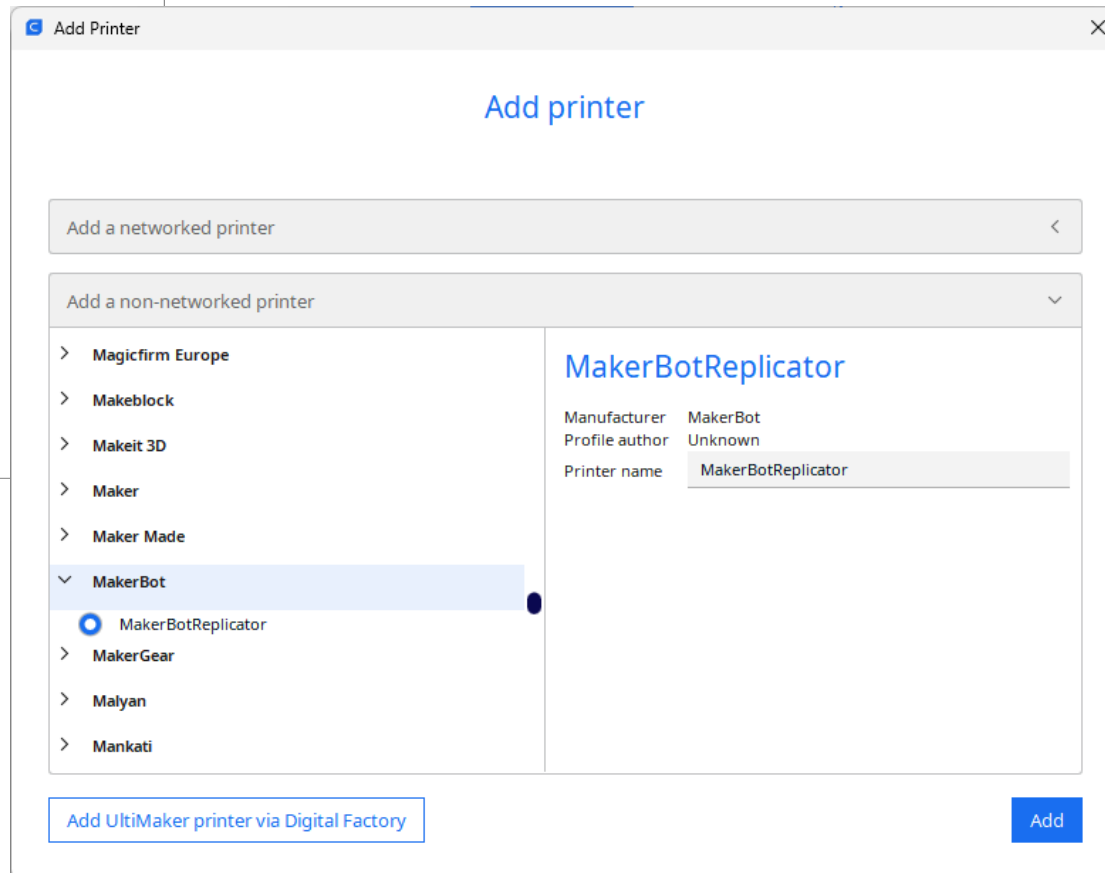 Add Printer
Add printer
Add a networked printer
Add a non-networked printer
Magicfirm Europe
Makeblock
Makeit 3D
Maker
Maker Made
MakerBot
MakerBotReplicator
MakerGear
Malyan
Mankati
MakerBotReplicator
Manufacturer MakerBot
Profile author Unknown
Printer name MakerBotReplicator
Add UltiMaker printer via Digital Factory
Add